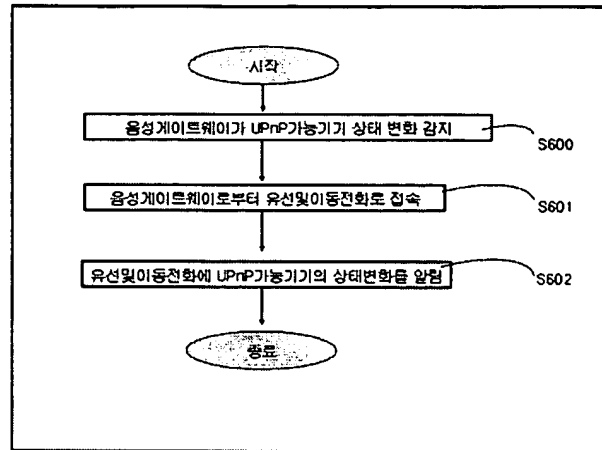 시작
음성게이트웨이가 UPnP가능기기 상태 변화 감지
S600
음성게이트웨이로부터 유선및이동전화로 접속
S601
유선및이동전화에 UPnP가능기기의 상태변화를 알림
S602
종료